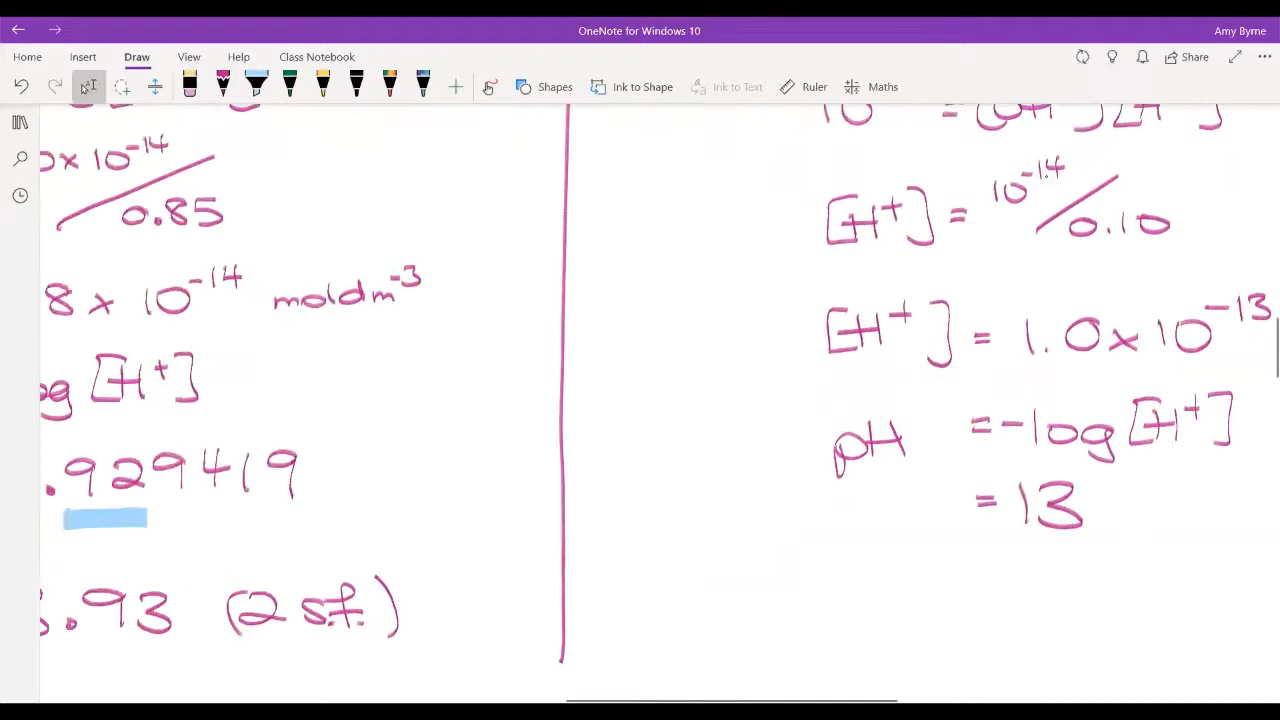 OneNote for Windows 10
Amy Byrne
Home Insert Draw View Help Class Notebook
Share
Shapes Ink to Shape Ink to Text Ruler Maths
0 x 10⁻¹⁴
0.85
8 x 10⁻¹⁴ moldm⁻³
og [H⁺]
.929419
.93 (2 s.f.)
[H⁺] = 10⁻¹⁴
0.10
[H⁺] = 1.0 x 10⁻¹³
pH = -log [H⁺]
= 13